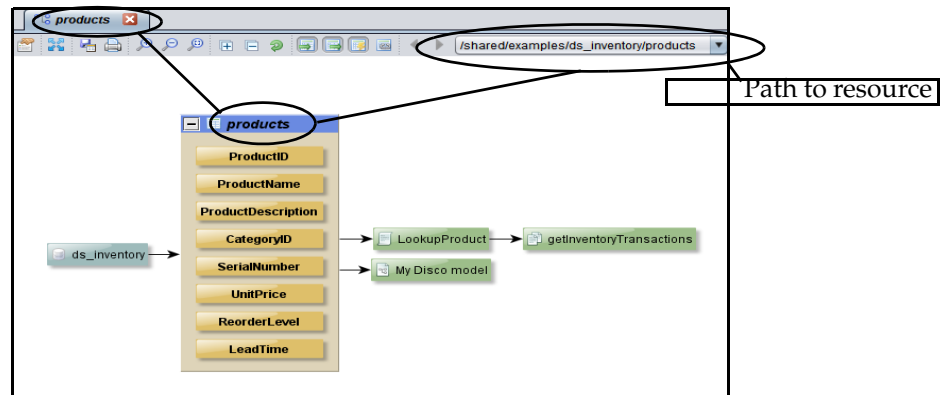 products
/shared/examples/ds_inventory/products
Path to resource
products
ProductID
ProductName
ProductDescription
CategoryID
SerialNumber
UnitPrice
ReorderLevel
LeadTime
ds_inventory
LookupProduct
getInventoryTransactions
My Disco model